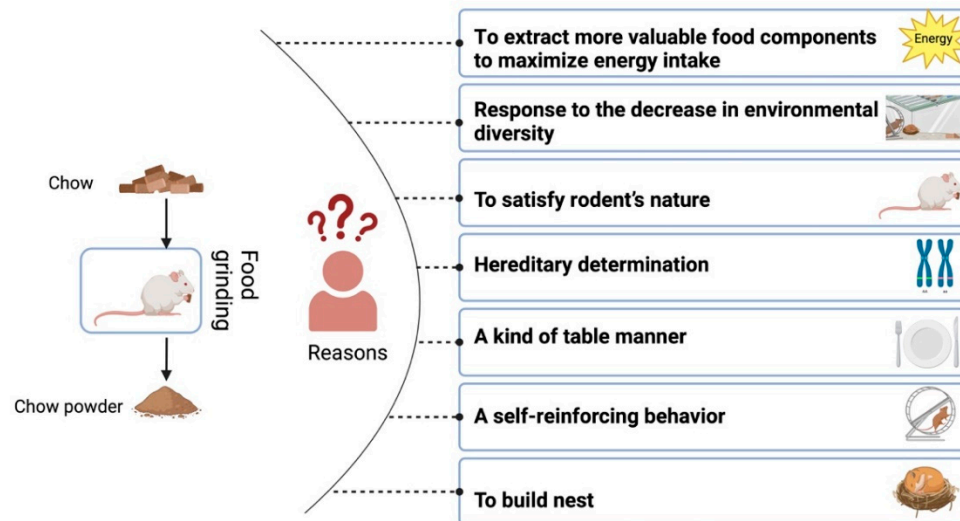 Chow
Food
grinding
Chow powder
???
Reasons
To extract more valuable food components
to maximize energy intake
Energy
Response to the decrease in environmental
diversity
To satisfy rodent's nature
Hereditary determination
A kind of table manner
A self-reinforcing behavior
To build nest